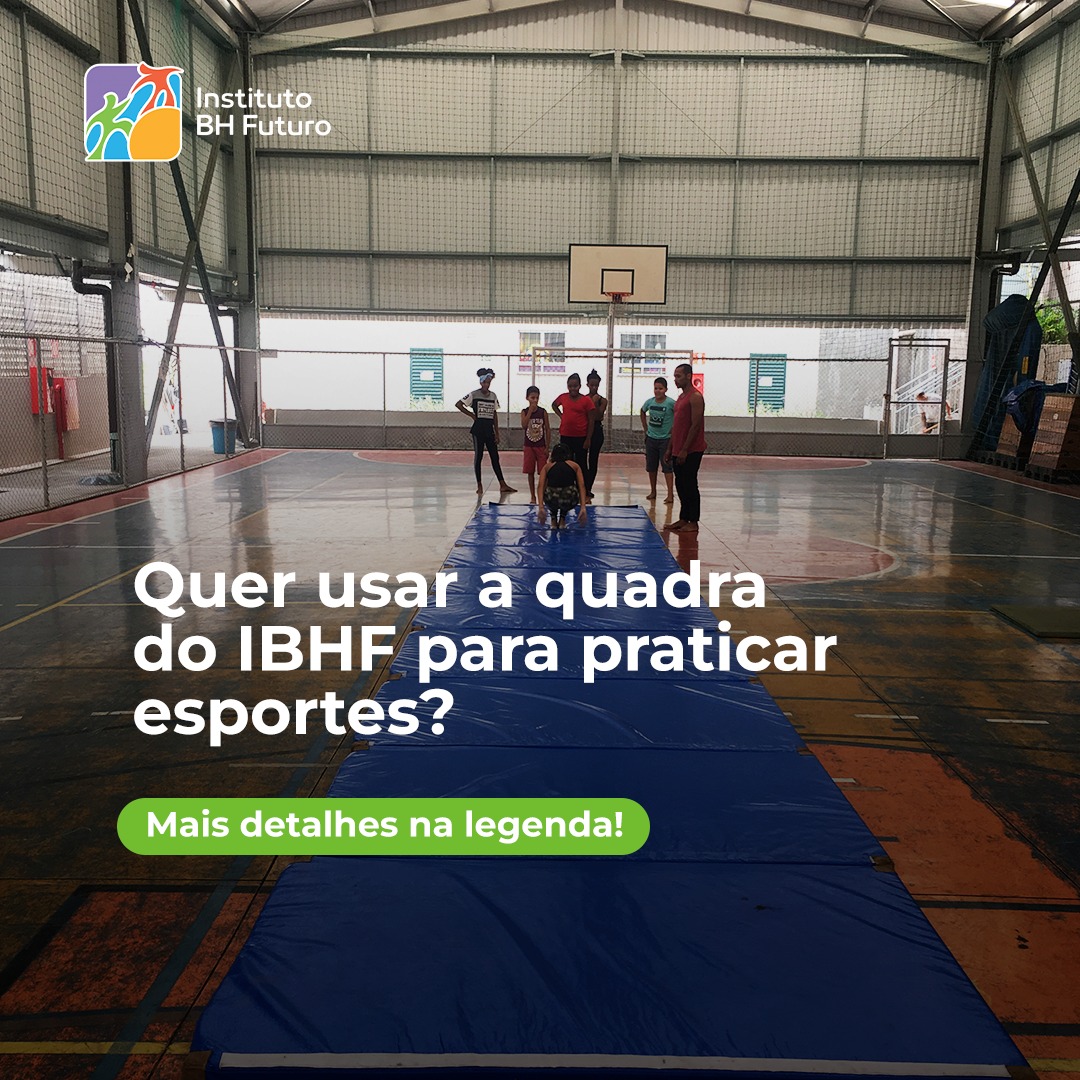 Instituto
BH Futuro
Quer usar a quadra
do IBHF para praticar
esportes?
Mais detalhes na legenda!